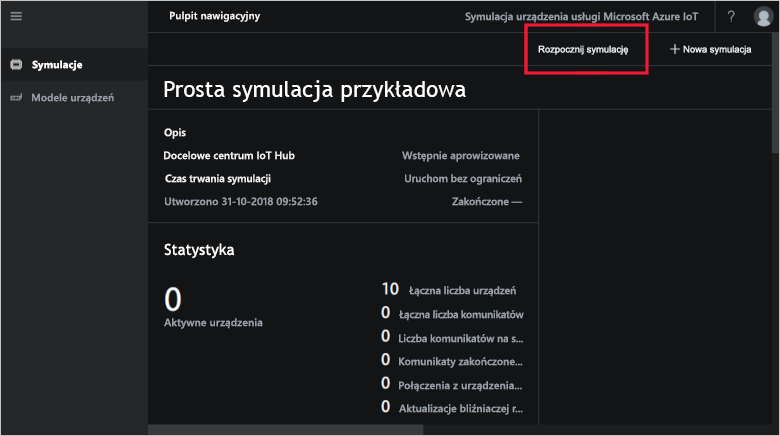 Pulpit nawigacyjny
Symulacja urządzenia usługi Microsoft Azure IoT
?
Rozpocznij symulację
+ Nowa symulacja
Symulacje
Modele urządzeń
Prosta symulacja przykładowa
Opis
Docelowe centrum IoT Hub Wstępnie aprowizowane
Czas trwania symulacji Uruchom bez ograniczeń
Utworzono 31-10-2018 09:52:36 Zakończone —
Statystyka
0
Aktywne urządzenia
10 Łączna liczba urządzeń
0 Łączna liczba komunikatów
0 Liczba komunikatów na s...
0 Komunikaty zakończone...
0 Połączenia z urządzenia...
0 Aktualizacje bliźniaczej r...